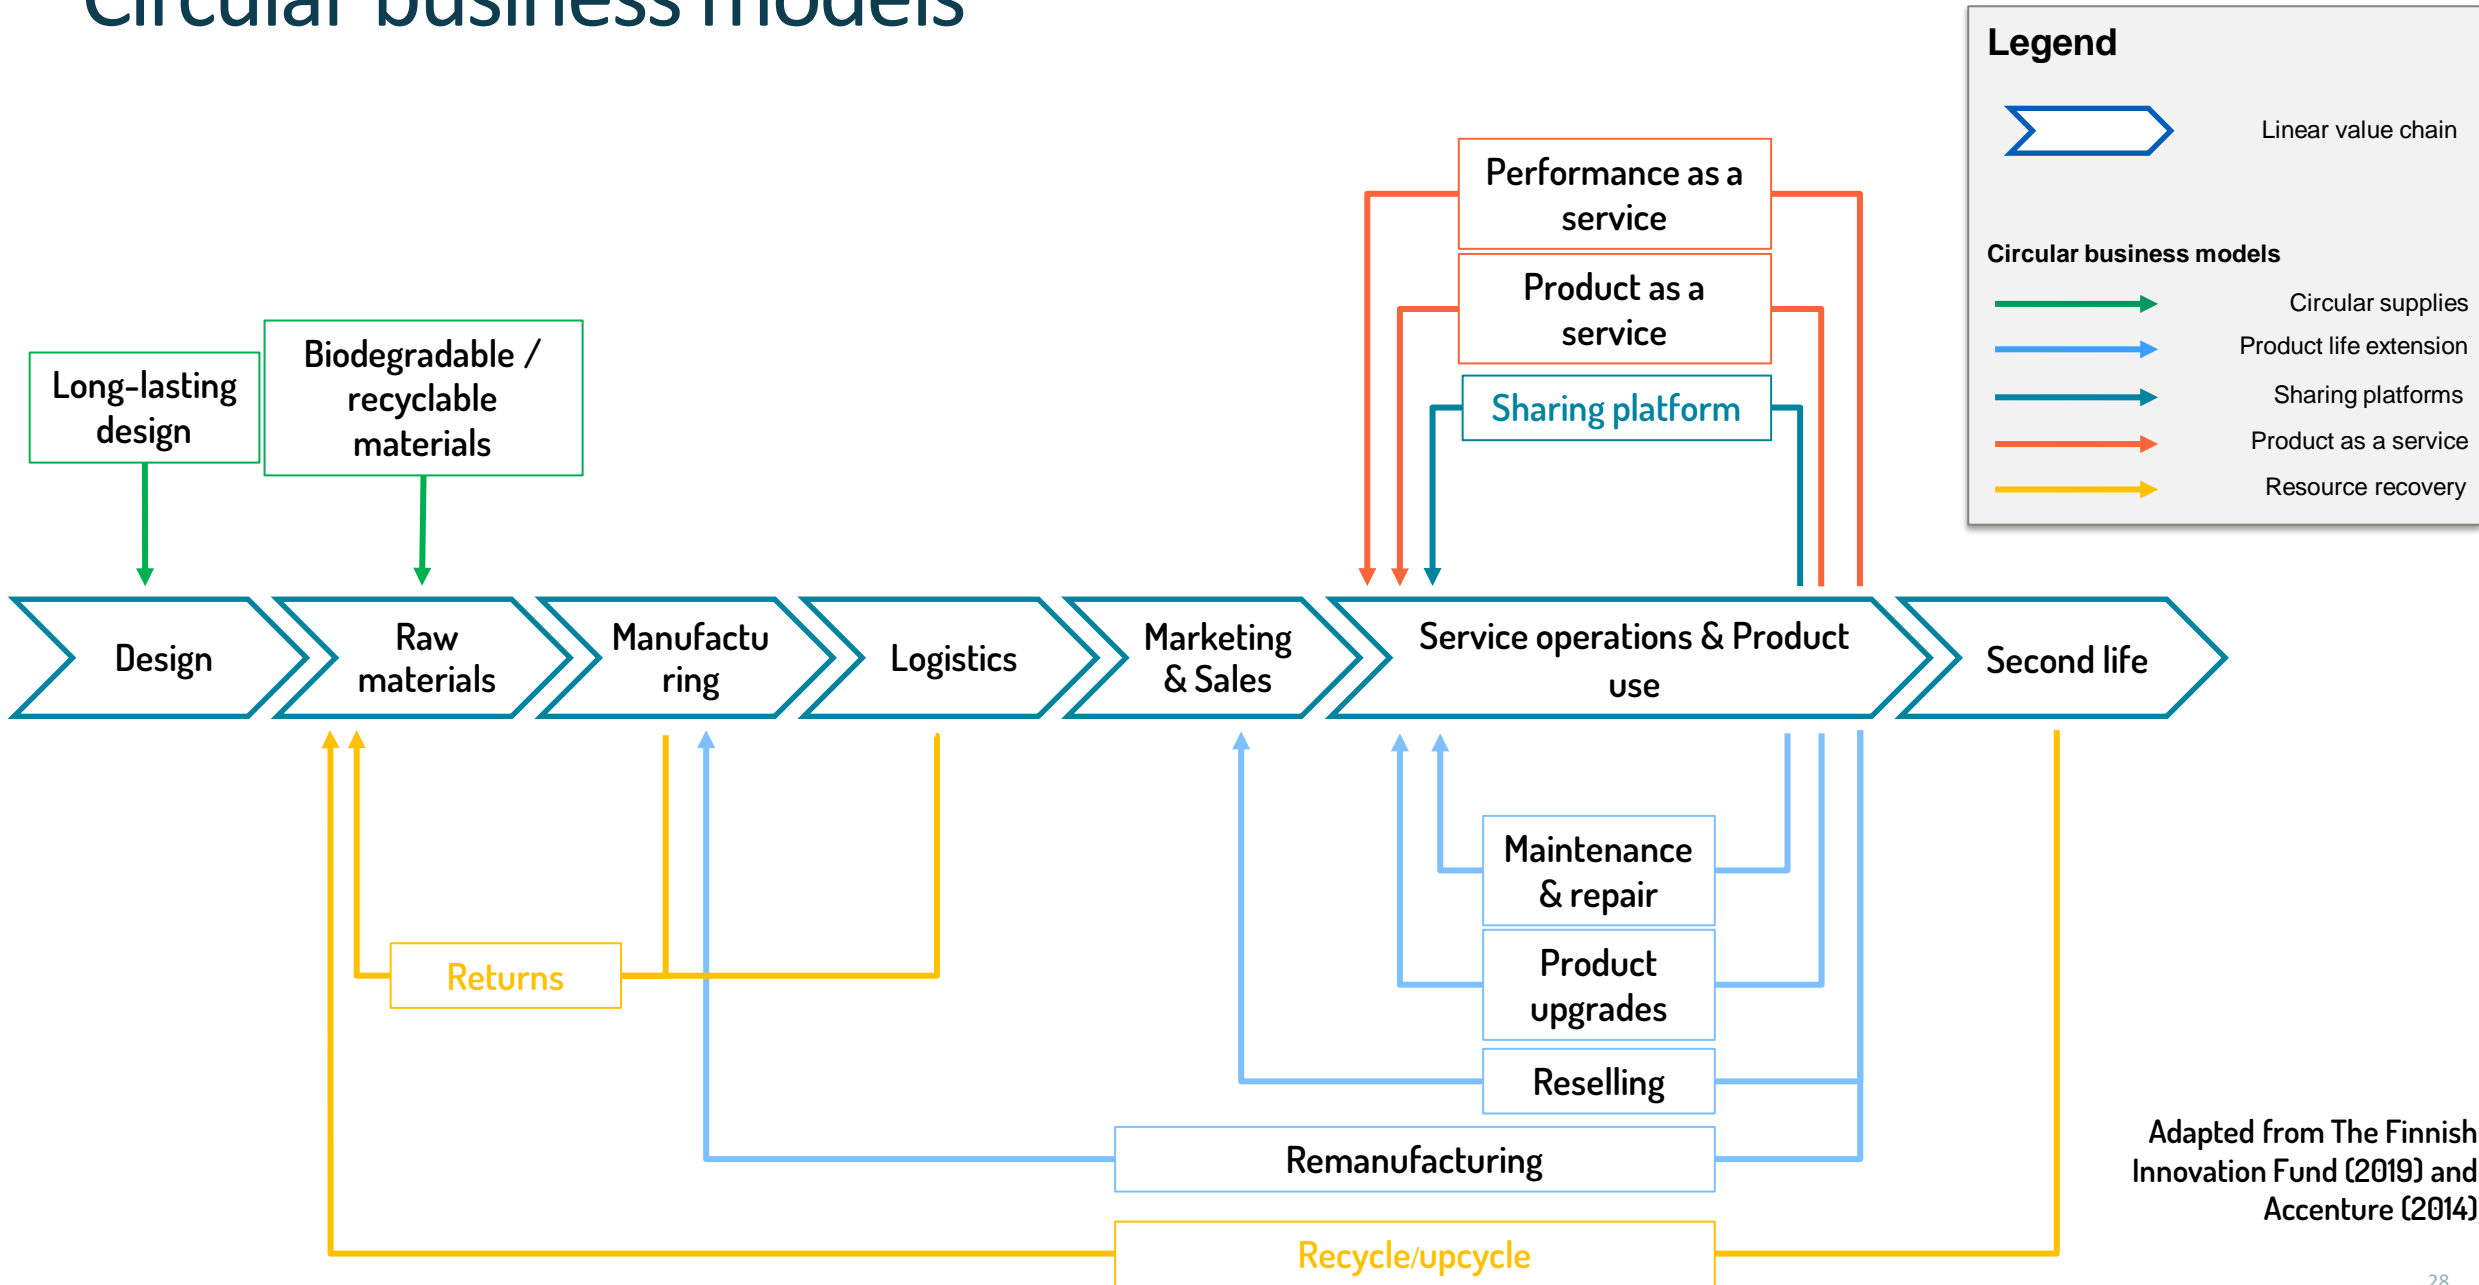 Circular business models
Legend
Linear value chain
Circular business models
Circular supplies
Product life extension
Sharing platforms
Product as a service
Resource recovery
Performance as a
service
Product as a
service
Sharing platform
Long-lasting
design
Biodegradable /
recyclable
materials
Design
Raw
materials
Manufactu
ring
Logistics
Marketing
& Sales
Service operations & Product
use
Second life
Maintenance
& repair
Returns
Product
upgrades
Reselling
Remanufacturing
Recycle/upcycle
Adapted from The Finnish
Innovation Fund (2019) and
Accenture (2014)
28